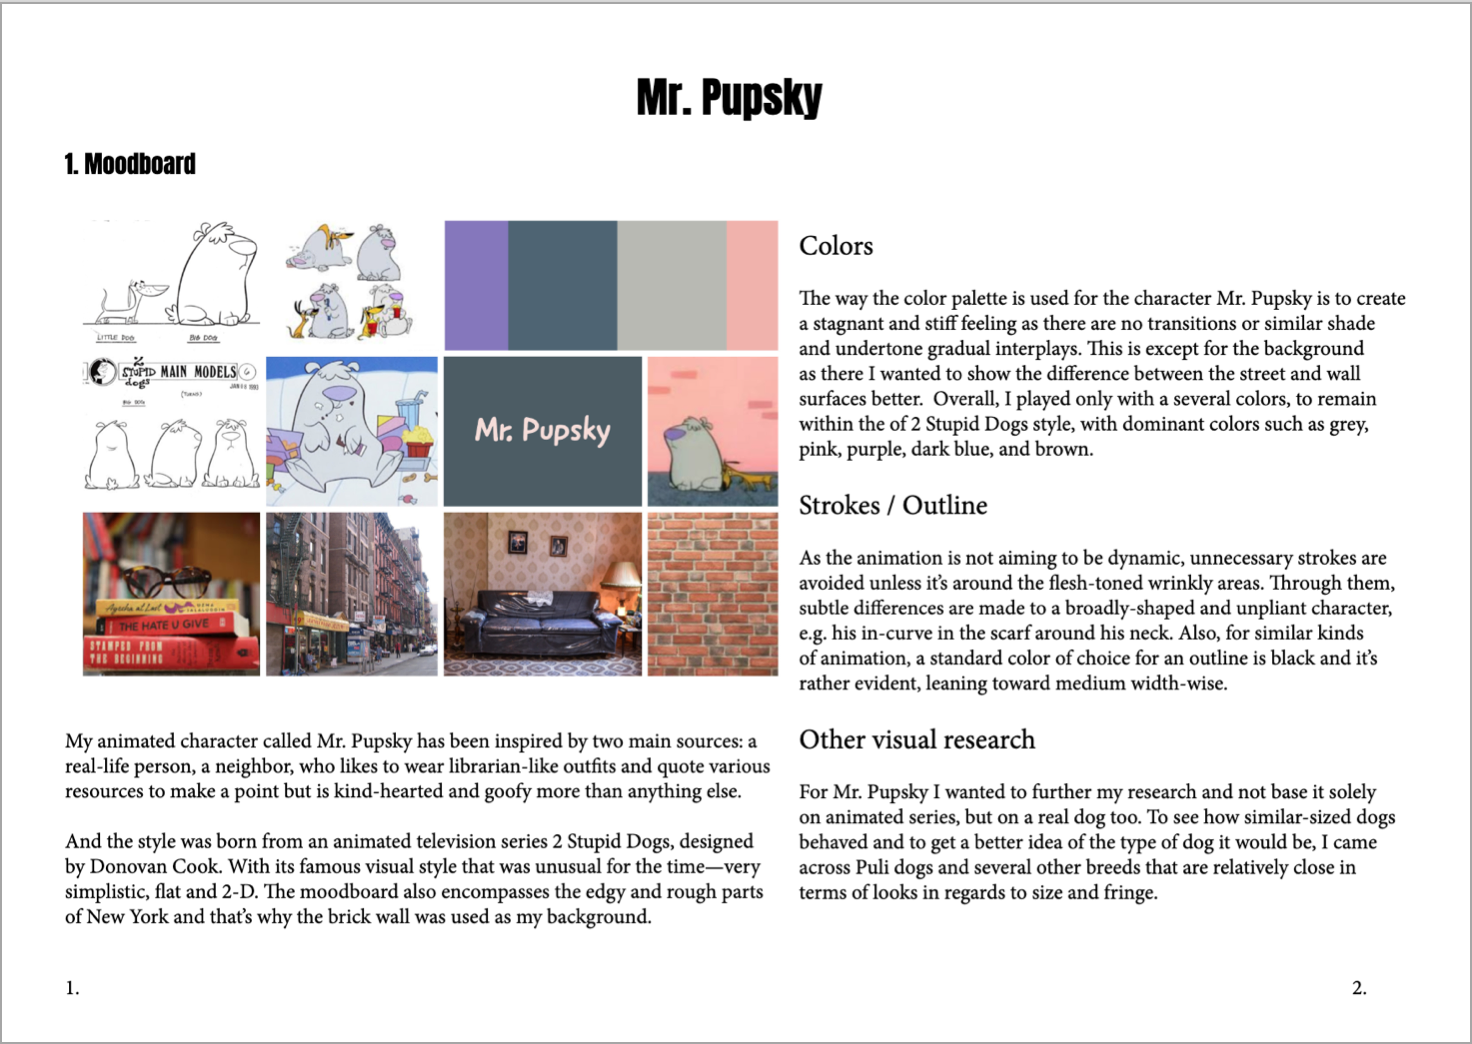 Mr. Pupsky
1. Moodboard
LITTLE DOG
BIG DOG
2 STUPID dogs MAIN MODELS 6
BIG DOG
Mr. Pupsky
Ayesha at Last
THE HATE U GIVE
STAMPED FROM
THE BEGINNING
My animated character called Mr. Pupsky has been inspired by two main sources: a
real-life person, a neighbor, who likes to wear librarian-like outfits and quote various
resources to make a point but is kind-hearted and goofy more than anything else.
And the style was born from an animated television series 2 Stupid Dogs, designed
by Donovan Cook. With its famous visual style that was unusual for the time—very
simplistic, flat and 2-D. The moodboard also encompasses the edgy and rough parts
of New York and that's why the brick wall was used as my background.
1.
Colors
The way the color palette is used for the character Mr. Pupsky is to create
a stagnant and stiff feeling as there are no transitions or similar shade
and undertone gradual interplays. This is except for the background
as there I wanted to show the difference between the street and wall
surfaces better.  Overall, I played only with a several colors, to remain
within the of 2 Stupid Dogs style, with dominant colors such as grey,
pink, purple, dark blue, and brown.
Strokes / Outline
As the animation is not aiming to be dynamic, unnecessary strokes are
avoided unless it's around the flesh-toned wrinkly areas. Through them,
subtle differences are made to a broadly-shaped and unpliant character,
e.g. his in-curve in the scarf around his neck. Also, for similar kinds
of animation, a standard color of choice for an outline is black and it's
rather evident, leaning toward medium width-wise.
Other visual research
For Mr. Pupsky I wanted to further my research and not base it solely
on animated series, but on a real dog too. To see how similar-sized dogs
behaved and to get a better idea of the type of dog it would be, I came
across Puli dogs and several other breeds that are relatively close in
terms of looks in regards to size and fringe.
2.